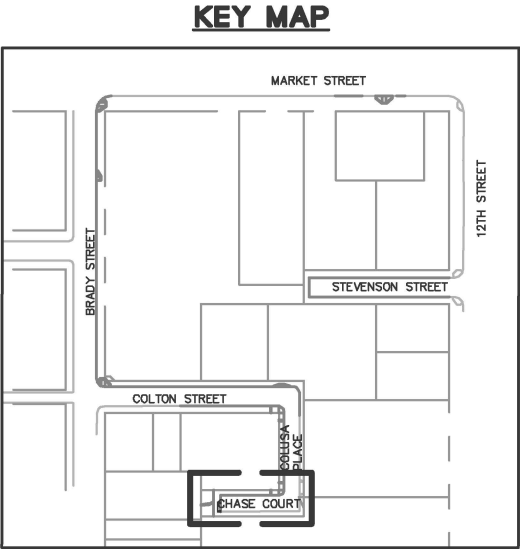 KEY MAP
MARKET STREET
12TH STREET
BRADY STREET
STEVENSON STREET
COLTON STREET
COLUSA
PLACE
CHASE COURT